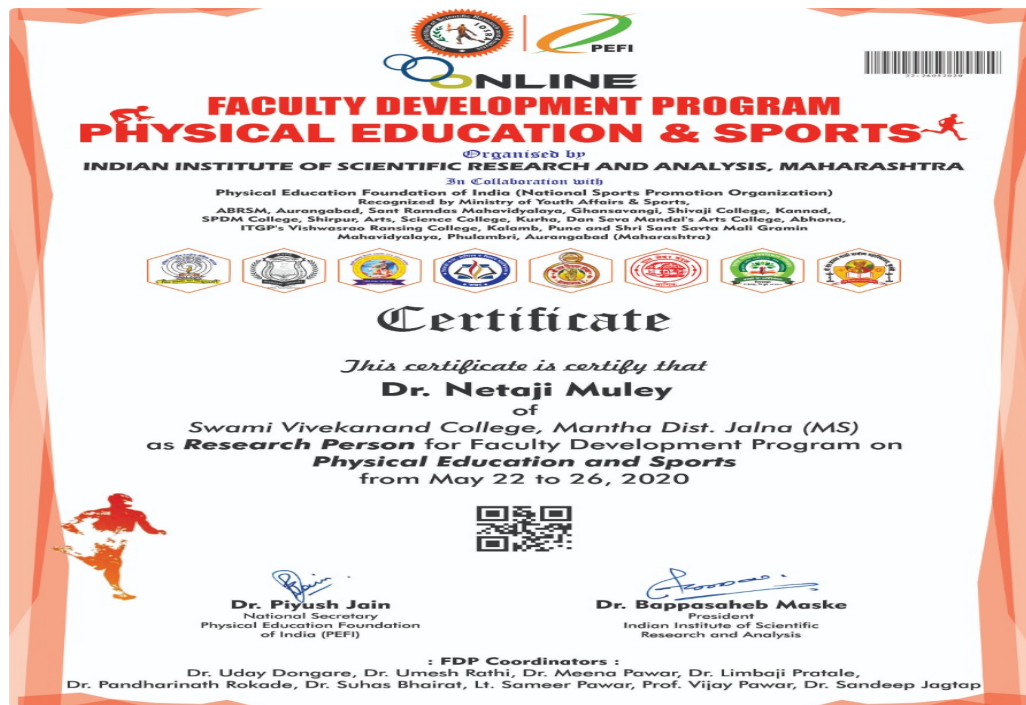 PEFI
ONLINE
FACULTY DEVELOPMENT PROGRAM
PHYSICAL EDUCATION & SPORTS
Organised by
INDIAN INSTITUTE OF SCIENTIFIC RESEARCH AND ANALYSIS, MAHARASHTRA
In Collaboration with
Physical Education Foundation of India (National Sports Promotion Organization)
Recognized by Ministry of Youth Affairs & Sports,
ABRSM, Aurangabad, Sant Ramdas Mahavidyalaya, Ghansavangi, Shivaji College, Kannad,
SPDM College, Shirpur, Arts, Science College, Kurha, Dan Seva Mandal's Arts College, Abhona,
ITGP's Vishwasrao Ransing College, Kalamb, Pune and Shri Sant Savta Mali Gramin
Mahavidyalaya, Phulambri, Aurangabad (Maharashtra)
Certificate
This certificate is certify that
Dr. Netaji Muley
of
Swami Vivekanand College, Mantha Dist. Jalna (MS)
as Research Person for Faculty Development Program on
Physical Education and Sports
from May 22 to 26, 2020
Dr. Piyush Jain
National Secretary
Physical Education Foundation
of India (PEFI)
Dr. Bappasaheb Maske
President
Indian Institute of Scientific
Research and Analysis
: FDP Coordinators :
Dr. Uday Dongare, Dr. Umesh Rathi, Dr. Meena Pawar, Dr. Limbaji Pratale,
Dr. Pandharinath Rokade, Dr. Suhas Bhairat, Lt. Sameer Pawar, Prof. Vijay Pawar, Dr. Sandeep Jagtap